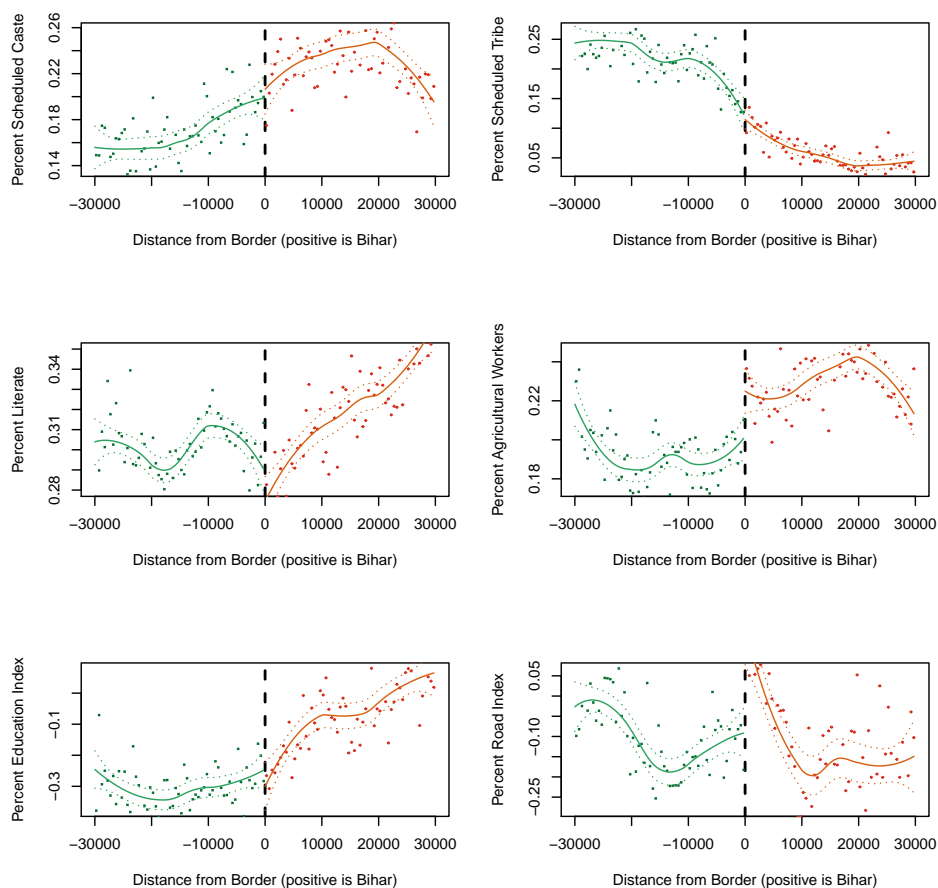 Percent Scheduled Caste
0.26
0.22
0.18
0.14
−30000 −10000 0 10000 20000 30000
Distance from Border (positive is Bihar)
Percent Scheduled Tribe
0.25
0.15
0.05
−30000 −10000 0 10000 20000 30000
Distance from Border (positive is Bihar)
Percent Literate
0.34
0.31
0.28
−30000 −10000 0 10000 20000 30000
Distance from Border (positive is Bihar)
Percent Agricultural Workers
0.22
0.18
−30000 −10000 0 10000 20000 30000
Distance from Border (positive is Bihar)
Percent Education Index
−0.1
−0.3
−30000 −10000 0 10000 20000 30000
Distance from Border (positive is Bihar)
Percent Road Index
0.05
−0.10
−0.25
−30000 −10000 0 10000 20000 30000
Distance from Border (positive is Bihar)